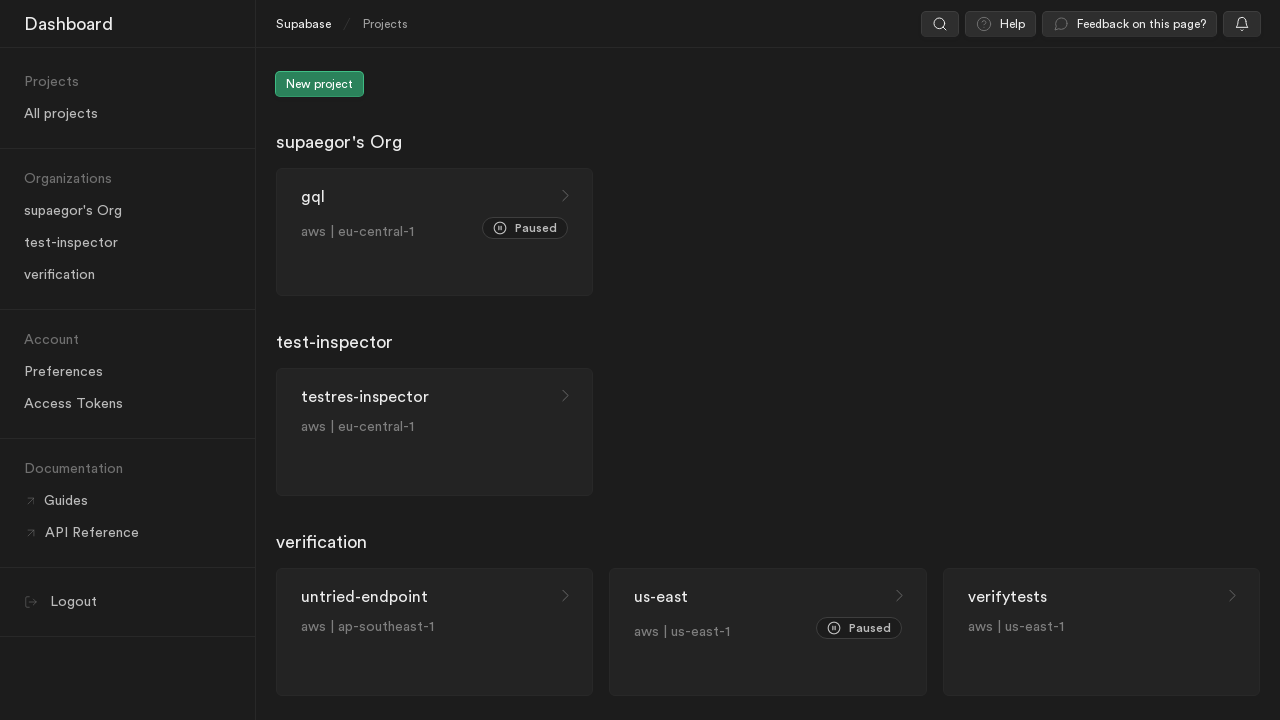 Dashboard
Supabase / Projects
Help
Feedback on this page?
Projects
All projects
Organizations
supaegor's Org
test-inspector
verification
Account
Preferences
Access Tokens
Documentation
Guides
API Reference
Logout
New project
supaegor's Org
gql
aws | eu-central-1
Paused
test-inspector
testres-inspector
aws | eu-central-1
verification
untried-endpoint
aws | ap-southeast-1
us-east
aws | us-east-1
Paused
verifytests
aws | us-east-1